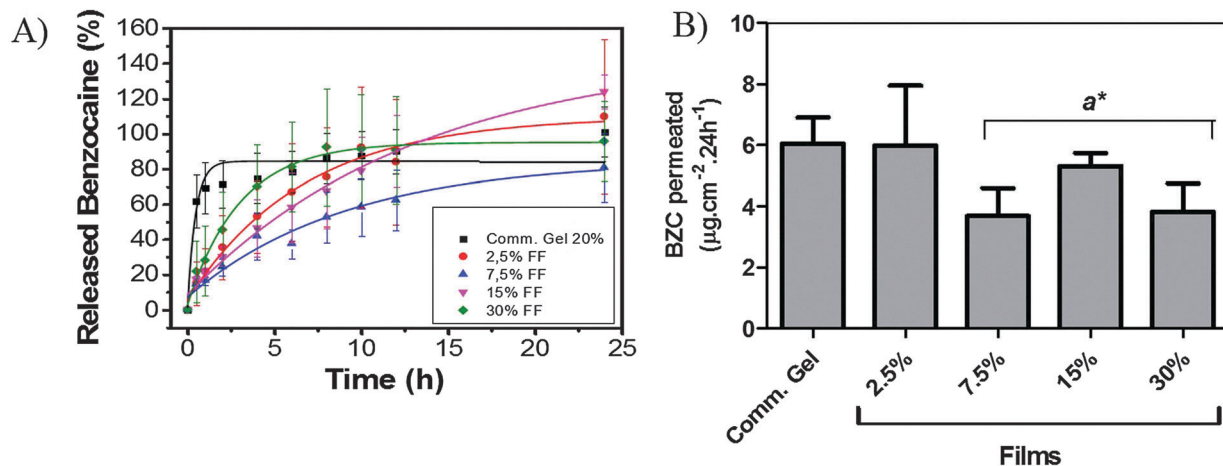 A)
Released Benzocaine (%)
160
140
120
100
80
60
40
20
0
Comm. Gel 20%
2,5% FF
7,5% FF
15% FF
30% FF
0 5 10 15 20 25
Time (h)
B)
BZC permeated
(μg.cm-2.24h-1)
10
8
6
4
2
0
a*
Comm. Gel 2.5% 7.5% 15% 30%
Films